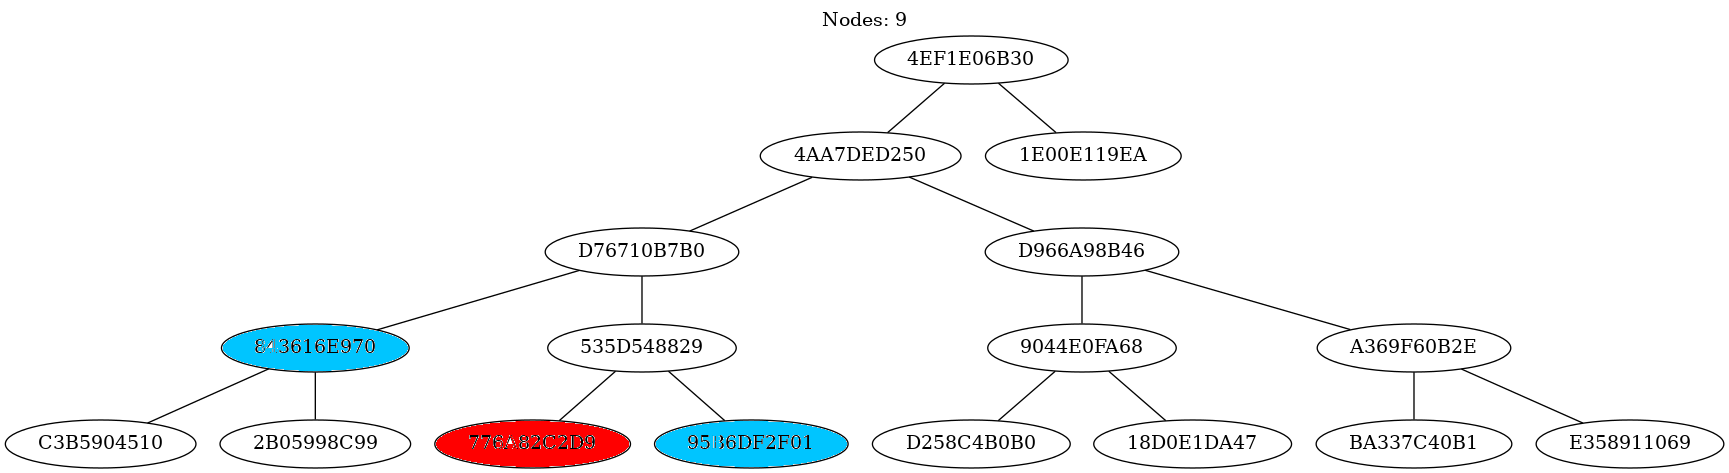 Nodes: 9
4EF1E06B30
4AA7DED250 1E00E119EA
D76710B7B0 D966A98B46
843616E970 535D548829 9044E0FA68 A369F60B2E
C3B5904510 2B05998C99 776A82C2D9 95B6DF2F01 D258C4B0B0 18D0E1DA47 BA337C40B1 E358911069